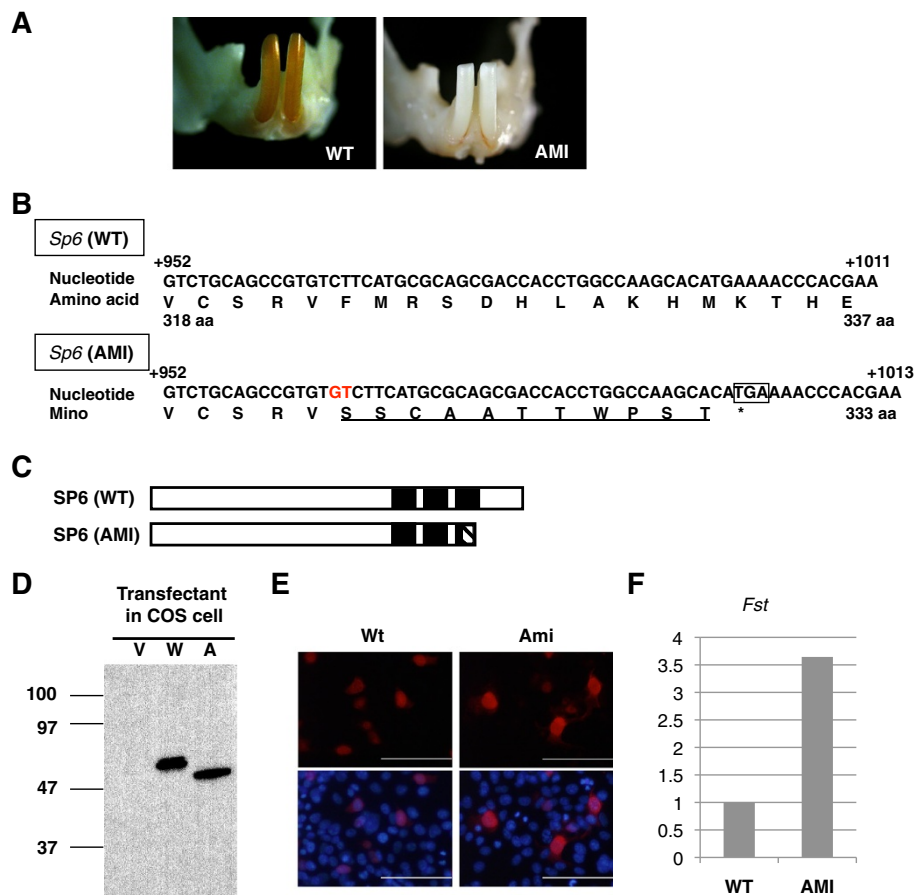 A
WT
AMI
B
Sp6 (WT)
+952
+1011
Nucleotide
GTCTGCAGCCGTGTCTTCATGCGCAGCGACCACCTGGCCAAGCACATGAAAACCCACGAA
Amino acid
V C S R V F M R S D H L A K H M K T H E
318 aa
337 aa
Sp6 (AMI)
+952
+1013
Nucleotide
GTCTGCAGCCGTGTGTCTTCATGCGCAGCGACCACCTGGCCAAGCACATGAAAACCCACGAA
Mino
V C S R V S S C A A T T W P S T *
333 aa
C
SP6 (WT)
SP6 (AMI)
D
Transfectant
in COS cell
V W A
100
97
47
37
E
Wt
Ami
F
Fst
4
3.5
3
2.5
2
1.5
1
0.5
0
WT AMI